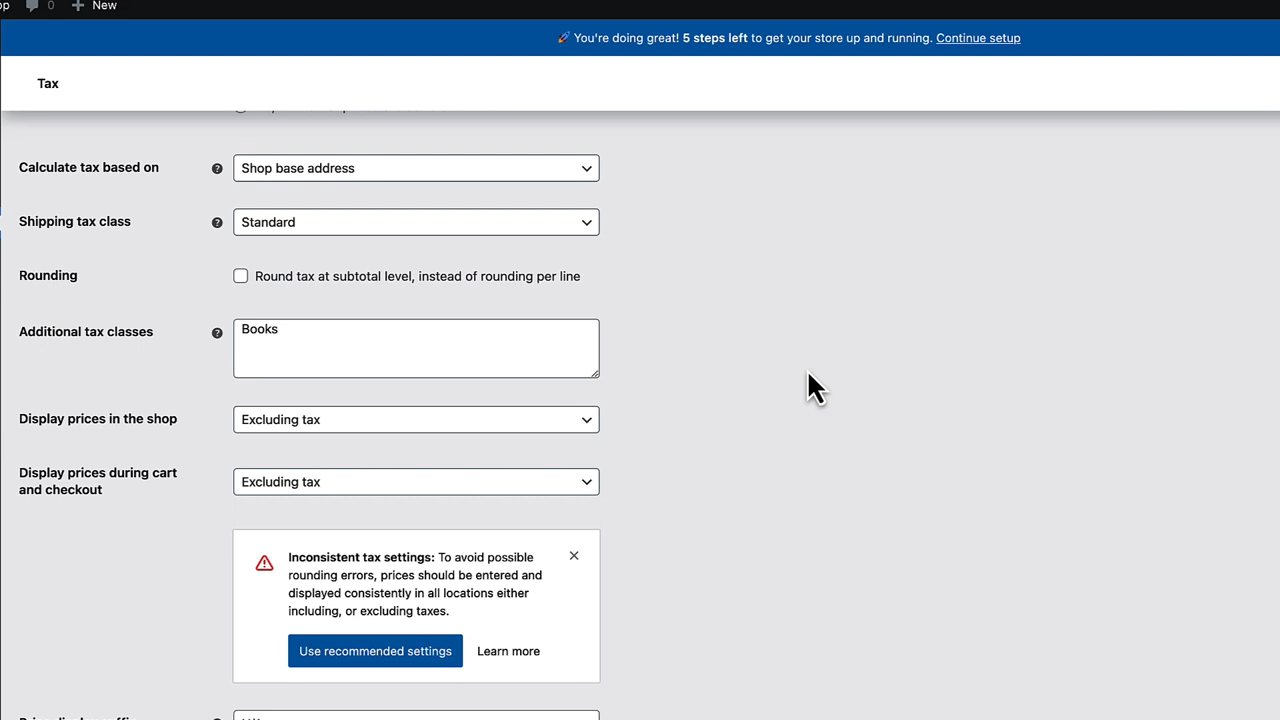 0 New
🚀 You're doing great! 5 steps left to get your store up and running. Continue setup
Tax
Calculate tax based on
Shop base address
Shipping tax class
Standard
Rounding
Round tax at subtotal level, instead of rounding per line
Additional tax classes
Books
Display prices in the shop
Excluding tax
Display prices during cart
and checkout
Excluding tax
Inconsistent tax settings: To avoid possible
rounding errors, prices should be entered and
displayed consistently in all locations either
including, or excluding taxes.
Use recommended settings Learn more